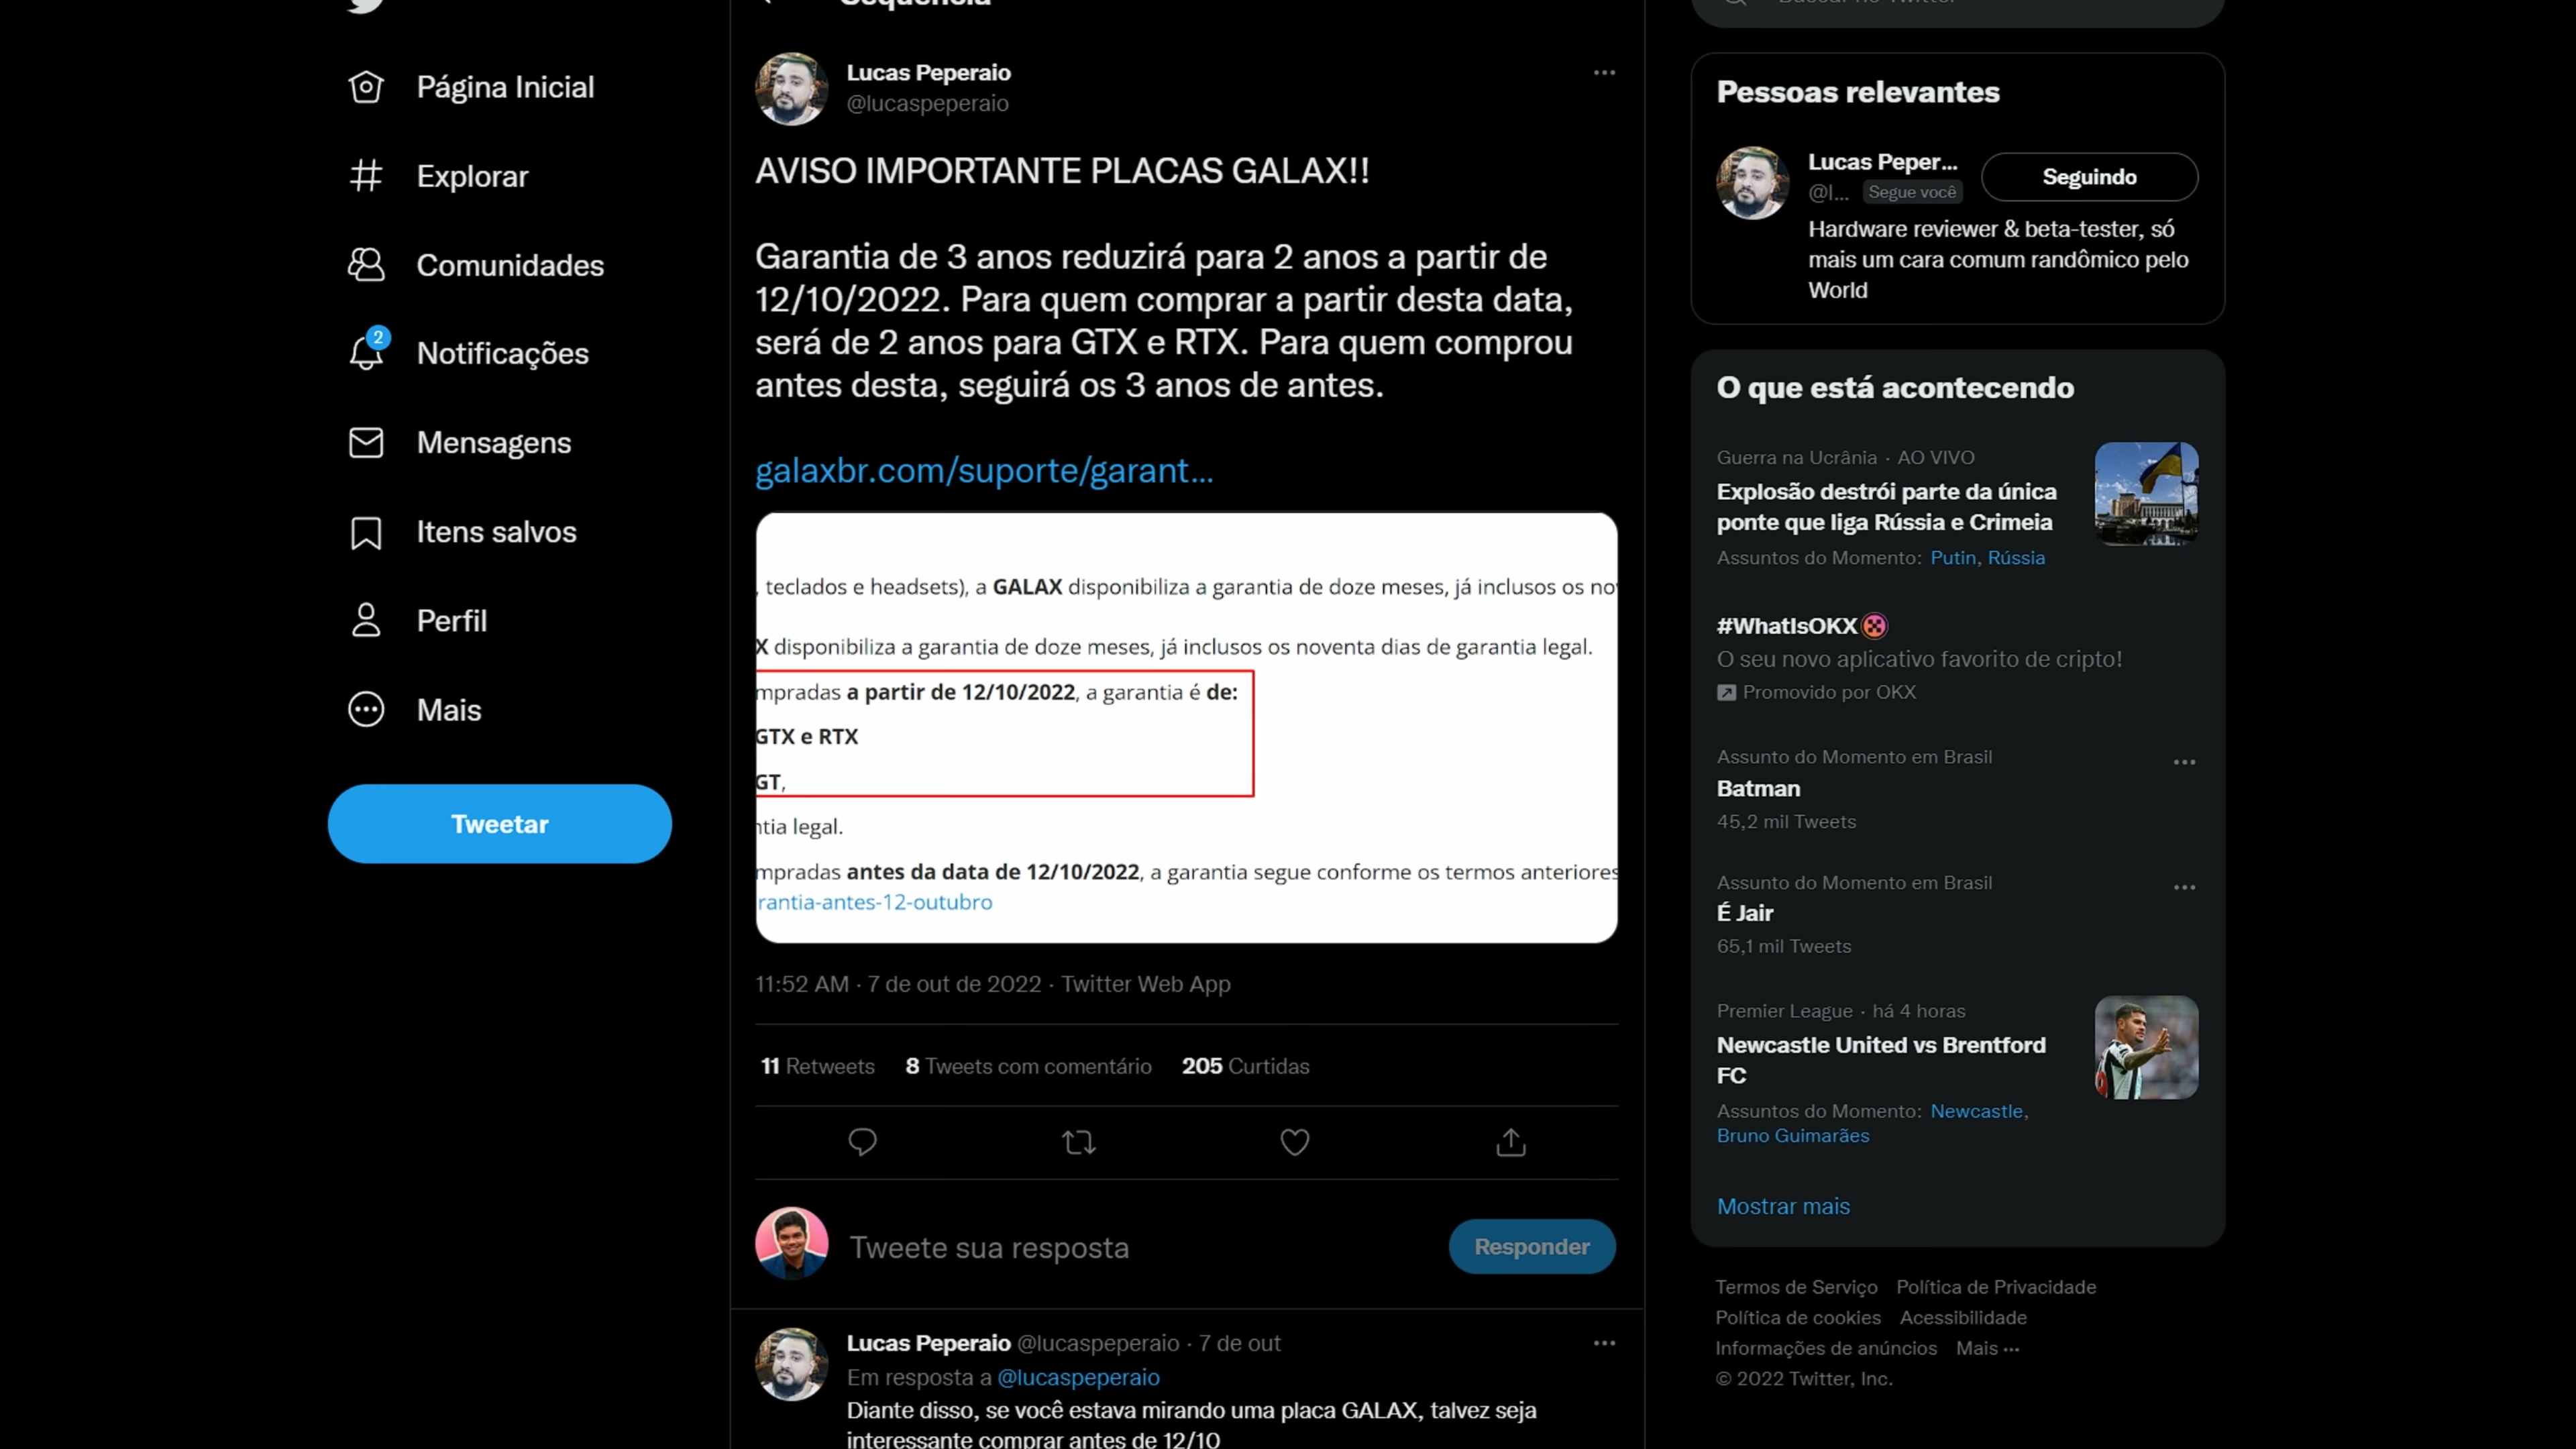 Página Inicial
Explorar
Comunidades
2
Notificações
Mensagens
Itens salvos
Perfil
Mais
Tweetar
Sequência
Lucas Peperaio
@lucaspeperaio
AVISO IMPORTANTE PLACAS GALAX!!
Garantia de 3 anos reduzirá para 2 anos a partir de
12/10/2022. Para quem comprar a partir desta data,
será de 2 anos para GTX e RTX. Para quem comprou
antes desta, seguirá os 3 anos de antes.
galaxbr.com/suporte/garant...
, teclados e headsets), a GALAX disponibiliza a garantia de doze meses, já inclusos os nov
X disponibiliza a garantia de doze meses, já inclusos os noventa dias de garantia legal.
mpradas a partir de 12/10/2022, a garantia é de:
GTX e RTX
GT,
ntia legal.
mpradas antes da data de 12/10/2022, a garantia segue conforme os termos anteriores
rantia-antes-12-outubro
11:52 AM · 7 de out de 2022 · Twitter Web App
11 Retweets 8 Tweets com comentário 205 Curtidas
Tweete sua resposta
Responder
Lucas Peperaio @lucaspeperaio · 7 de out
Em resposta a @lucaspeperaio
Diante disso, se você estava mirando uma placa GALAX, talvez seja
interessante comprar antes de 12/10
Buscar no Twitter
Pessoas relevantes
Lucas Peper...
@l... Segue você
Seguindo
Hardware reviewer & beta-tester, só
mais um cara comum randômico pelo
World
O que está acontecendo
Guerra na Ucrânia · AO VIVO
Explosão destrói parte da única
ponte que liga Rússia e Crimeia
Assuntos do Momento: Putin, Rússia
#WhatIsOKX
O seu novo aplicativo favorito de cripto!
Promovido por OKX
Assunto do Momento em Brasil
Batman
45,2 mil Tweets
Assunto do Momento em Brasil
É Jair
65,1 mil Tweets
Premier League · há 4 horas
Newcastle United vs Brentford
FC
Assuntos do Momento: Newcastle,
Bruno Guimarães
Mostrar mais
Termos de Serviço Política de Privacidade
Política de cookies Acessibilidade
Informações de anúncios Mais ...
© 2022 Twitter, Inc.